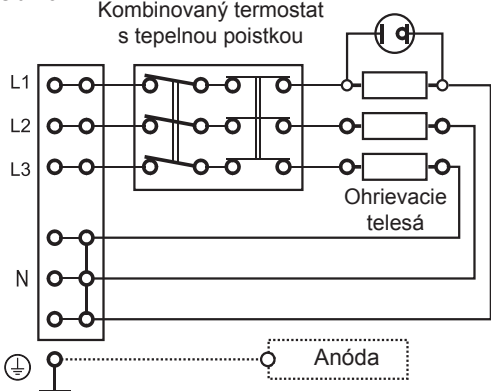 Kombinovaný termostat
s tepelnou poistkou
L1
L2
L3
Ohrievacie
telesá
N
Anóda